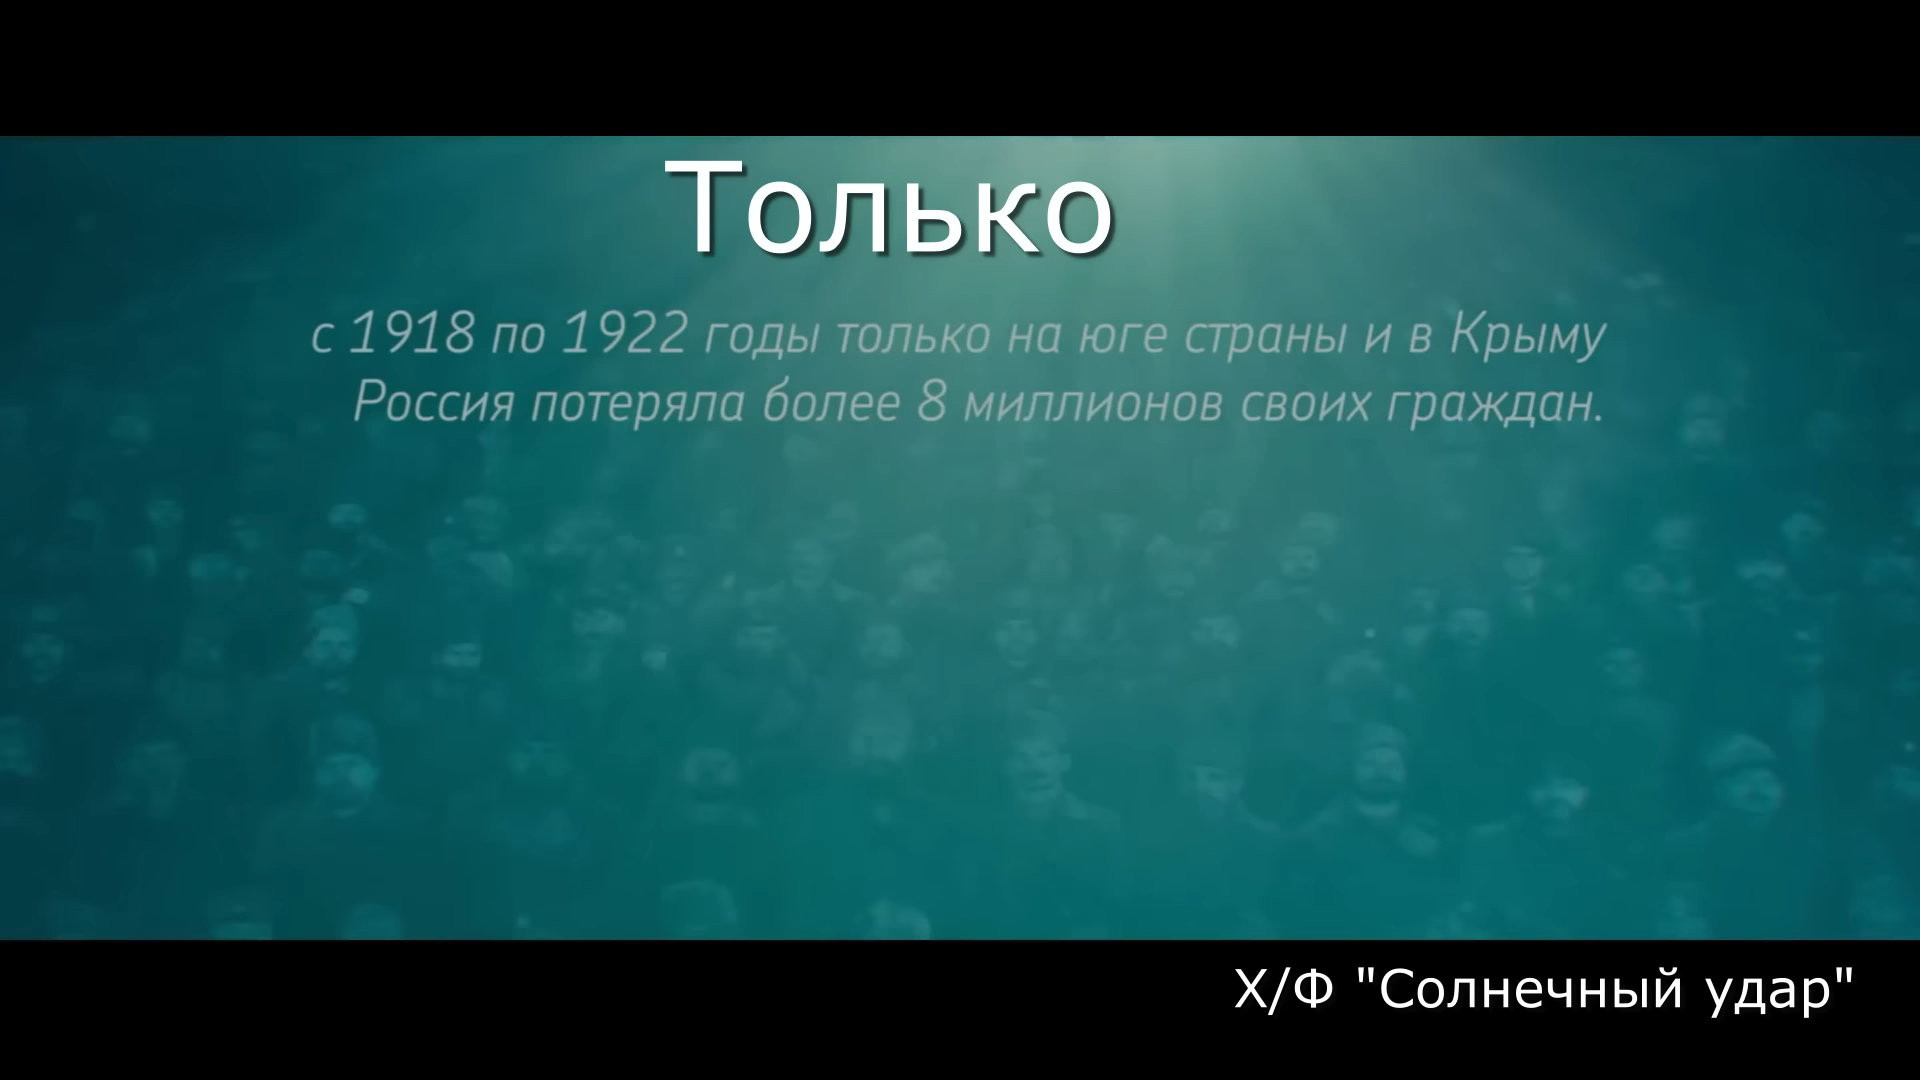 Только
с 1918 по 1922 годы только на юге страны и в Крыму
Россия потеряла более 8 миллионов своих граждан.
Х/Ф "Солнечный удар"